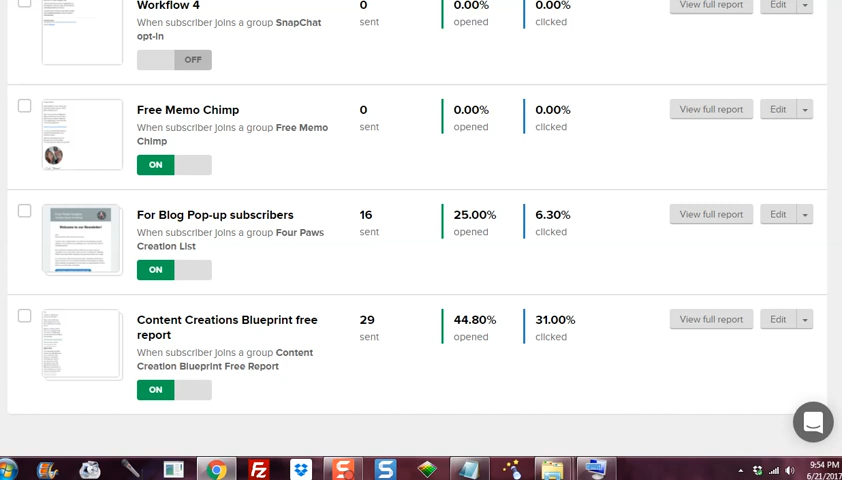 Workflow 4
When subscriber joins a group SnapChat
opt-in
OFF
0
sent
0.00%
opened
0.00%
clicked
View full report
Edit
Free Memo Chimp
When subscriber joins a group Free Memo
Chimp
ON
0
sent
0.00%
opened
0.00%
clicked
View full report
Edit
For Blog Pop-up subscribers
When subscriber joins a group Four Paws
Creation List
ON
16
sent
25.00%
opened
6.30%
clicked
View full report
Edit
Content Creations Blueprint free
report
When subscriber joins a group Content
Creation Blueprint Free Report
ON
29
sent
44.80%
opened
31.00%
clicked
View full report
Edit
Fz
S
S
9:54 PM
6/21/2017